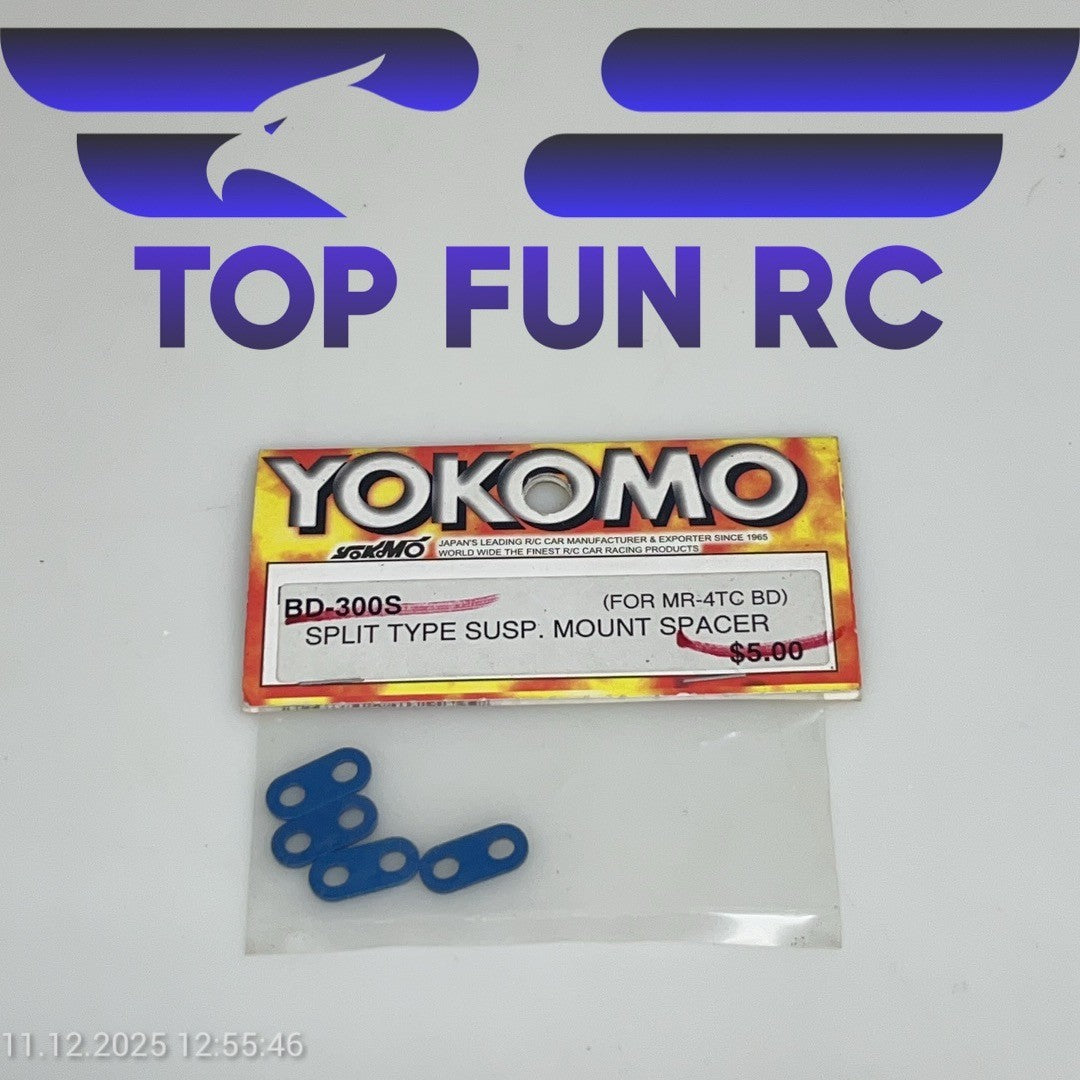 TOP FUN RC
YOKOMO
YOKOMO JAPAN'S LEADING R/C CAR MANUFACTURER & EXPORTER SINCE 1965
WORLD WIDE THE FINEST R/C CAR RACING PRODUCTS
BD-300S (FOR MR-4TC BD)
SPLIT TYPE SUSP. MOUNT SPACER
$5.00
11.12.2025 12:55:46